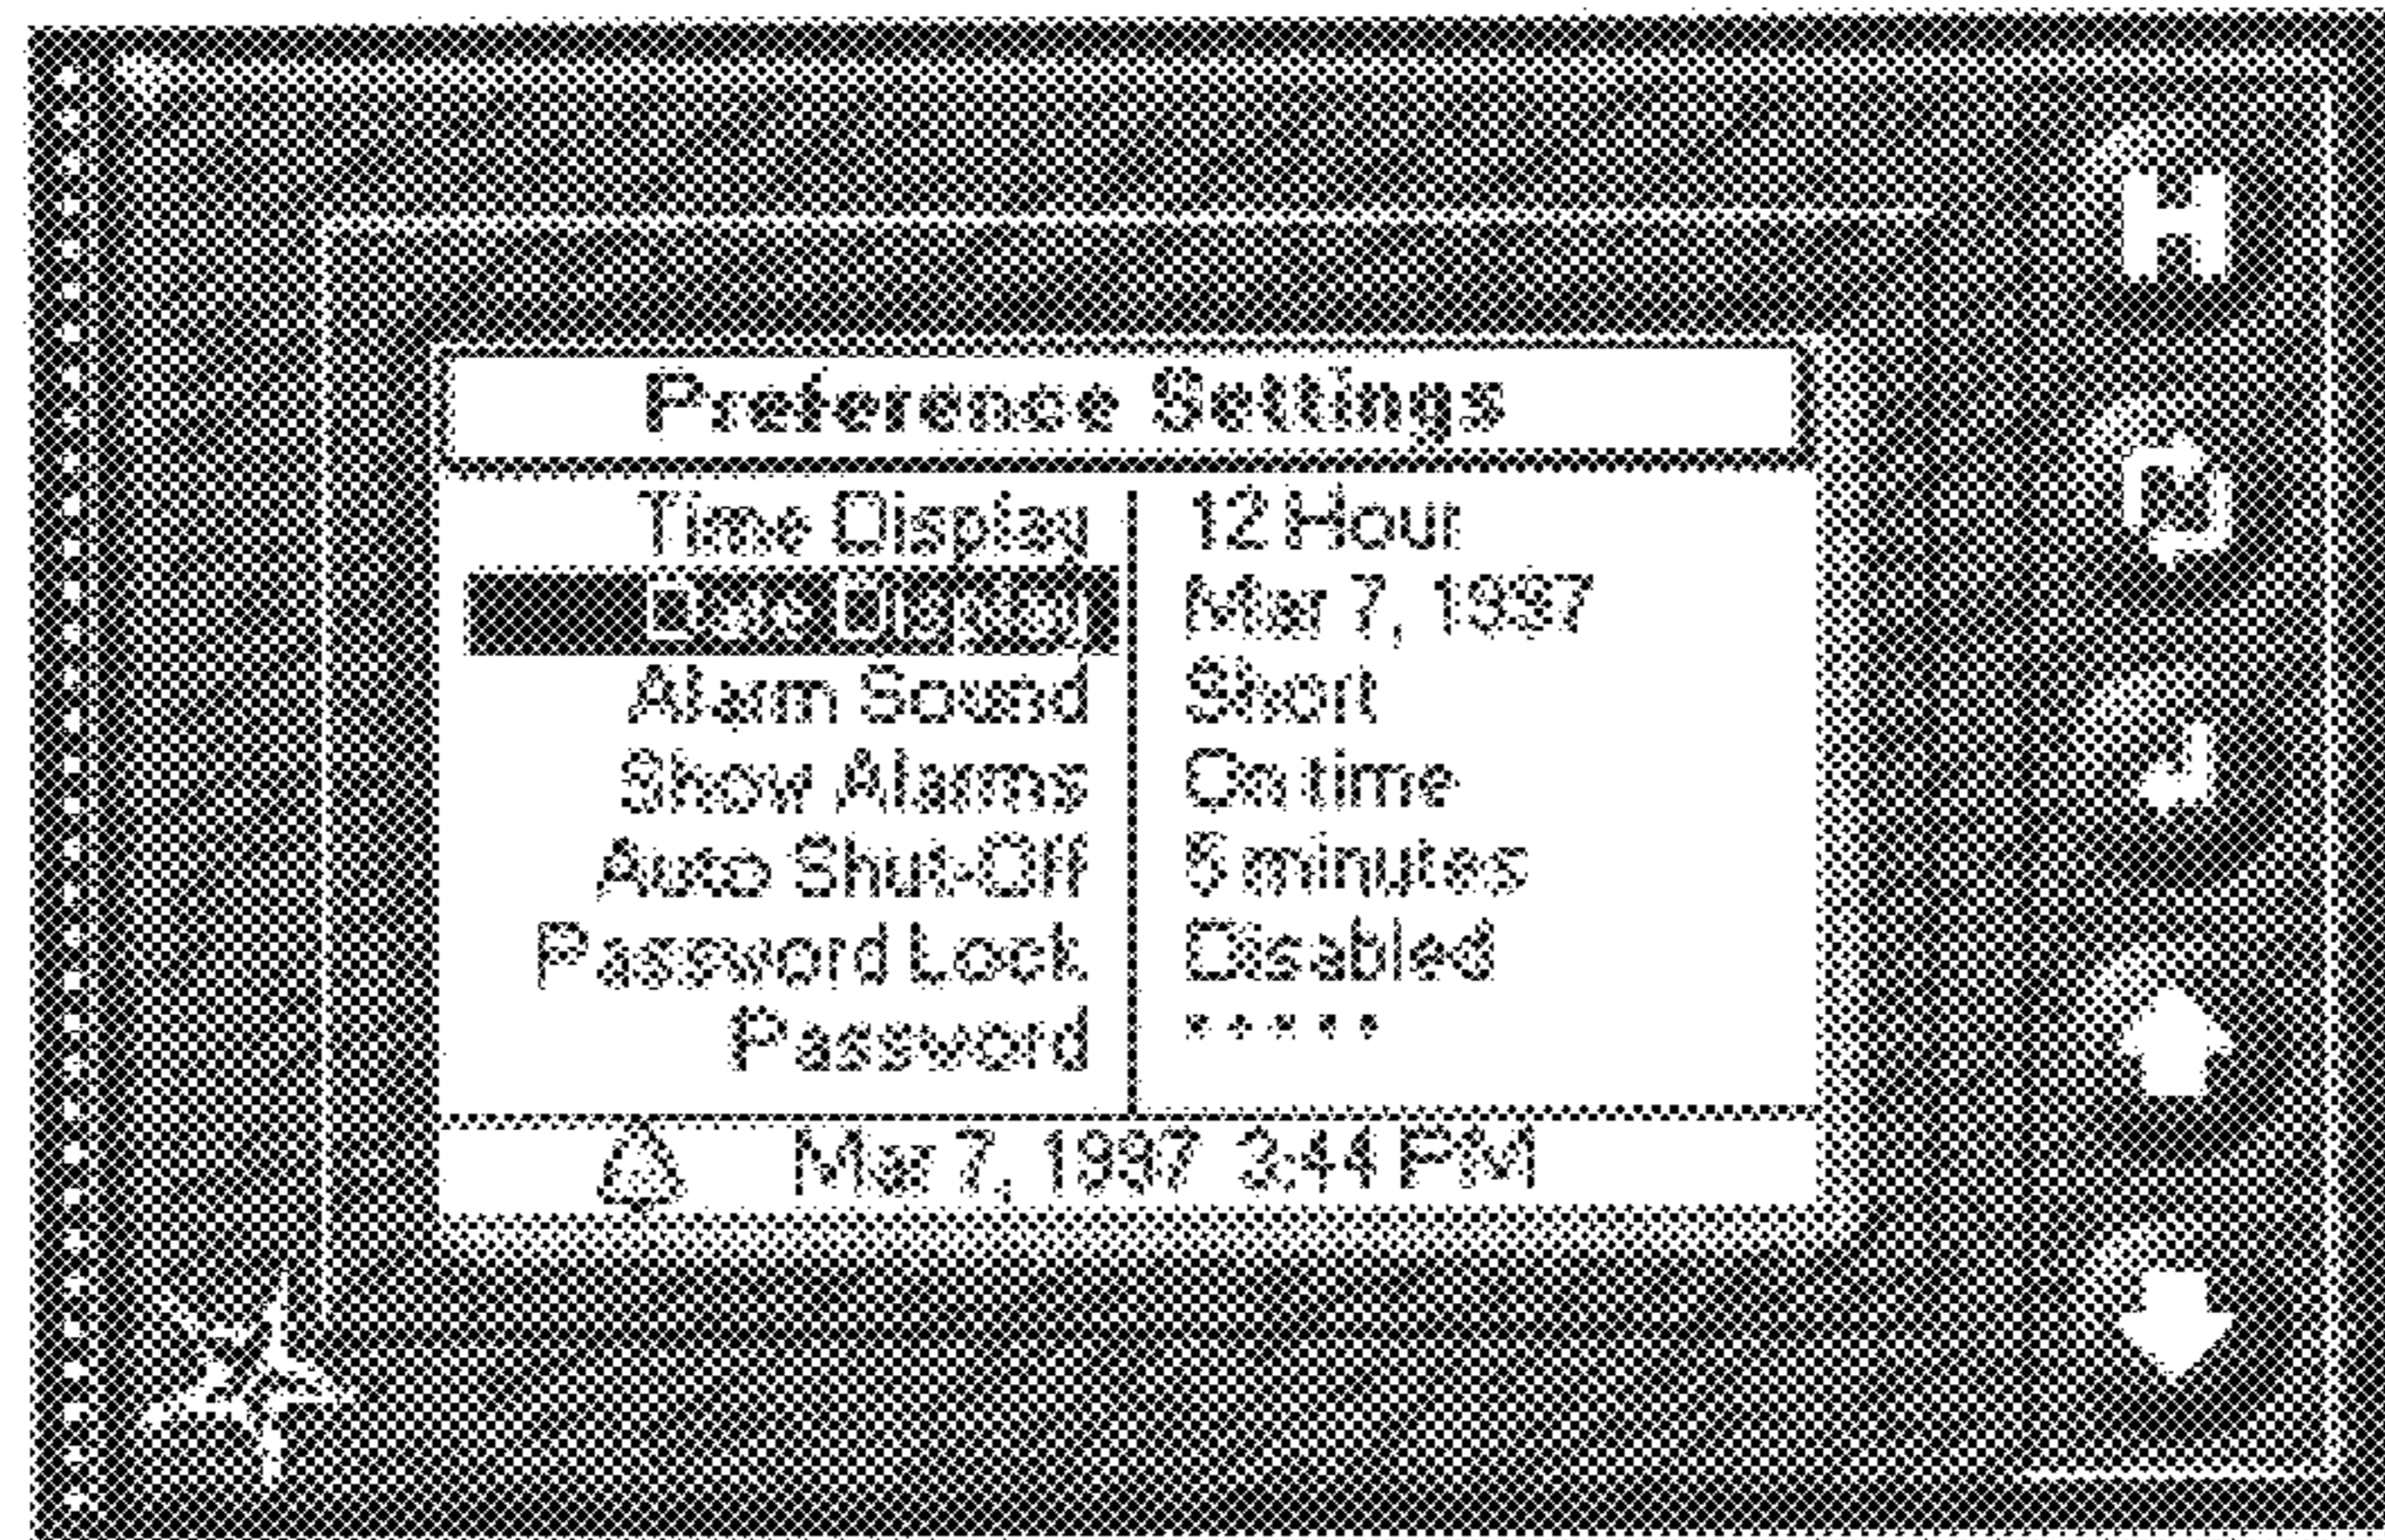 Preference Settings
Time Display 12 Hour
Date Display Mar 7, 1997
Alarm Sound Short
Show Alarms On time
Auto Shut-Off 5 minutes
Password Lock Disabled
Password *****
Mar 7, 1997 3:44 PM
H